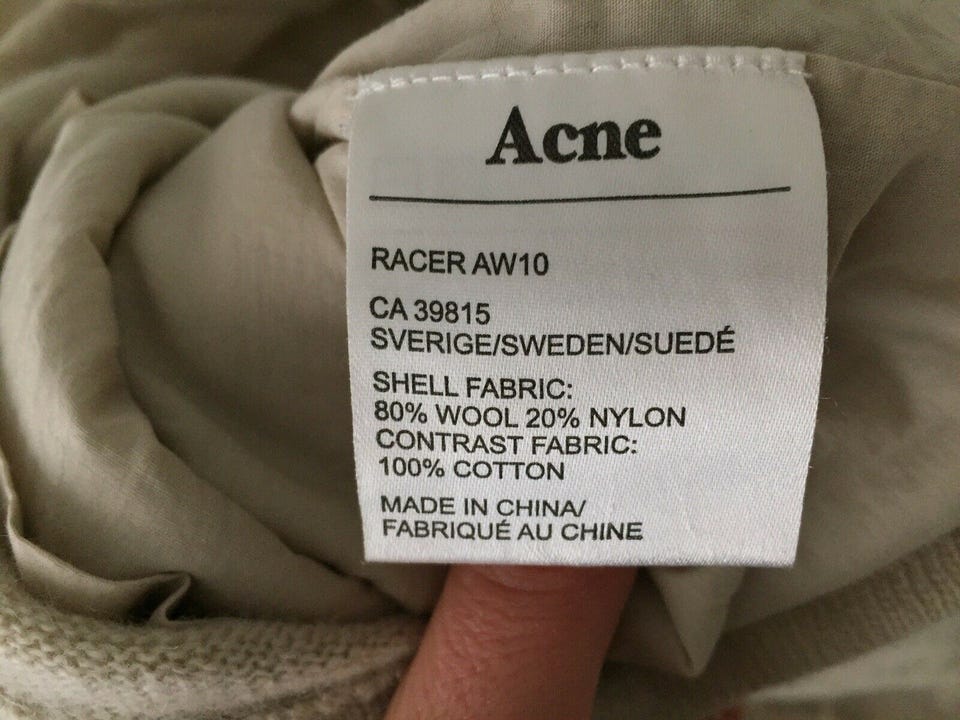 Acne
RACER AW10
CA 39815
SVERIGE/SWEDEN/SUEDÉ
SHELL FABRIC:
80% WOOL 20% NYLON
CONTRAST FABRIC:
100% COTTON
MADE IN CHINA/
FABRIQUÉ AU CHINE